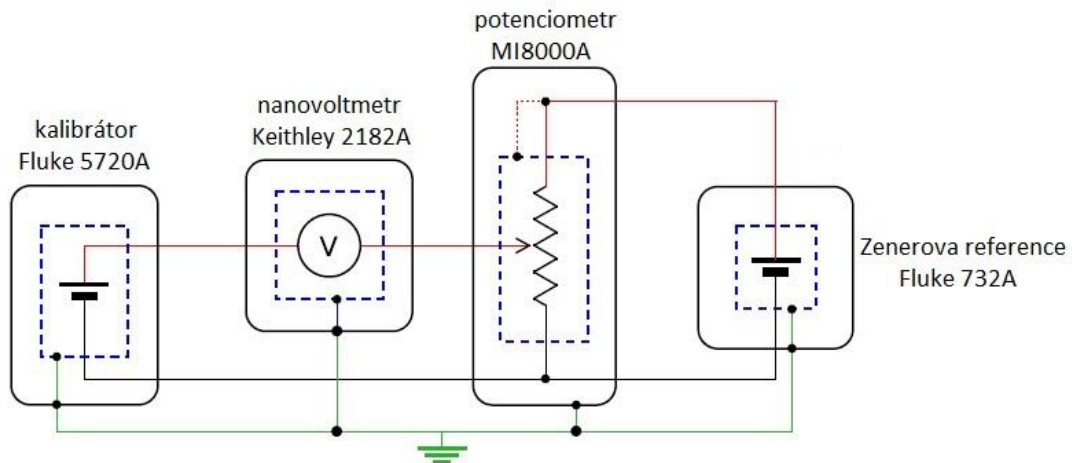 potenciometr
MI8000A
nanovoltmetr
Keithley 2182A
kalibrátor
Fluke 5720A
V
Zenerova reference
Fluke 732A